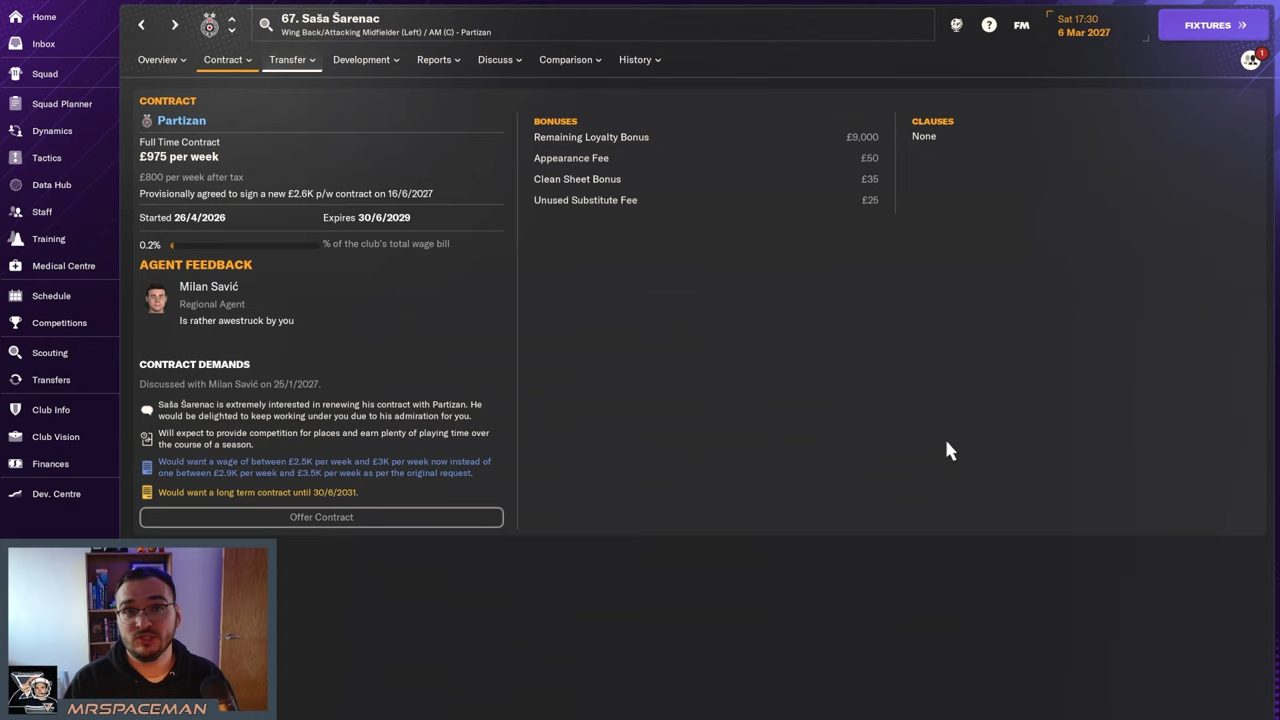 Home
Inbox
Squad
Squad Planner
Dynamics
Tactics
Data Hub
Staff
Training
Medical Centre
Schedule
Competitions
Scouting
Transfers
Club Info
Club Vision
Finances
Dev. Centre
67. Saša Šarenac
Wing Back/Attacking Midfielder (Left) / AM (C) - Partizan
?
FM
Sat 17:30
6 Mar 2027
FIXTURES
1
Overview
Contract
Transfer
Development
Reports
Discuss
Comparison
History
CONTRACT
Partizan
Full Time Contract
£975 per week
£800 per week after tax
Provisionally agreed to sign a new £2.6K p/w contract on 16/6/2027
Started 26/4/2026
Expires 30/6/2029
0.2%
% of the club's total wage bill
AGENT FEEDBACK
Milan Savić
Regional Agent
Is rather awestruck by you
CONTRACT DEMANDS
Discussed with Milan Savić on 25/1/2027.
Saša Šarenac is extremely interested in renewing his contract with Partizan. He
would be delighted to keep working under you due to his admiration for you.
Will expect to provide competition for places and earn plenty of playing time over
the course of a season.
Would want a wage of between £2.5K per week and £3K per week now instead of
one between £2.9K per week and £3.5K per week as per the original request.
Would want a long term contract until 30/6/2031.
Offer Contract
BONUSES
Remaining Loyalty Bonus £9,000
Appearance Fee £50
Clean Sheet Bonus £35
Unused Substitute Fee £25
CLAUSES
None
MRSPACEMAN